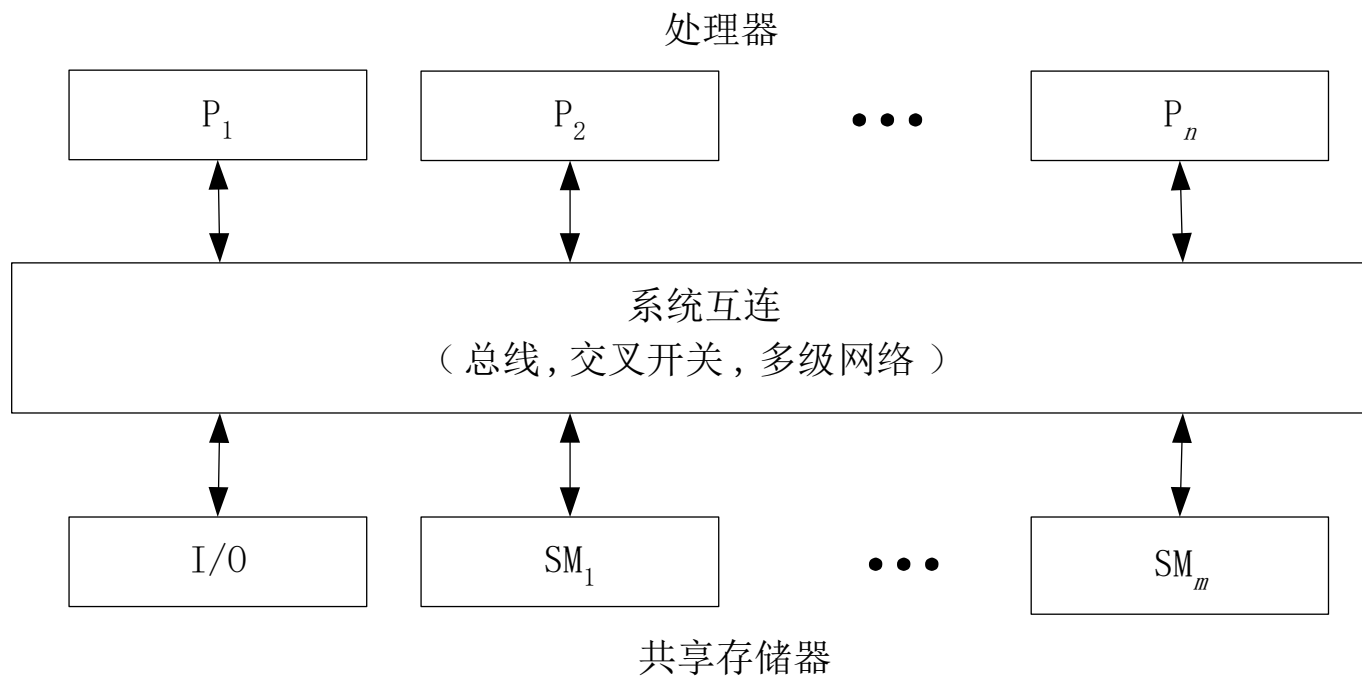 处理器
P1 P2 ••• Pn
系统互连
（总线,交叉开关,多级网络）
I/O SM1 ••• SMm
共享存储器